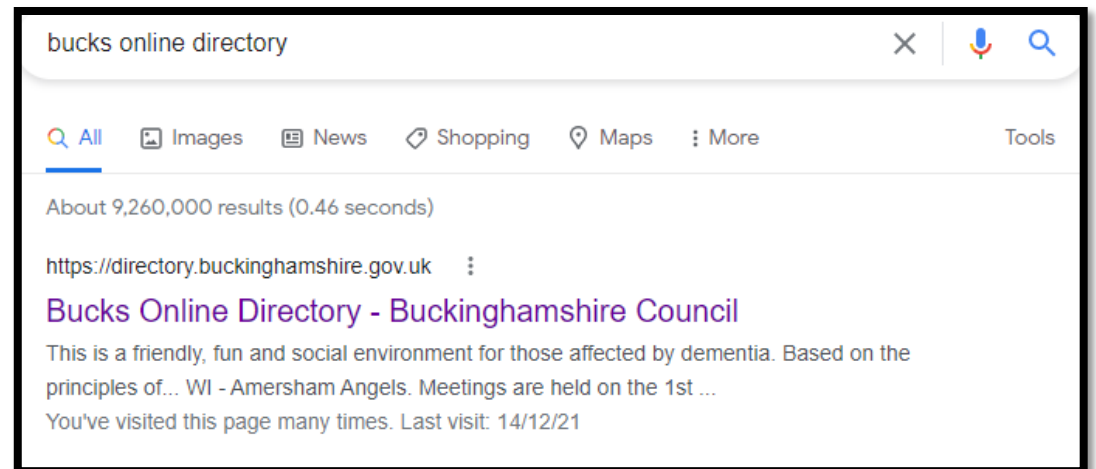 bucks online directory
All Images News Shopping Maps More Tools
About 9,260,000 results (0.46 seconds)
https://directory.buckinghamshire.gov.uk
Bucks Online Directory - Buckinghamshire Council
This is a friendly, fun and social environment for those affected by dementia. Based on the
principles of... WI - Amersham Angels. Meetings are held on the 1st ...
You've visited this page many times. Last visit: 14/12/21